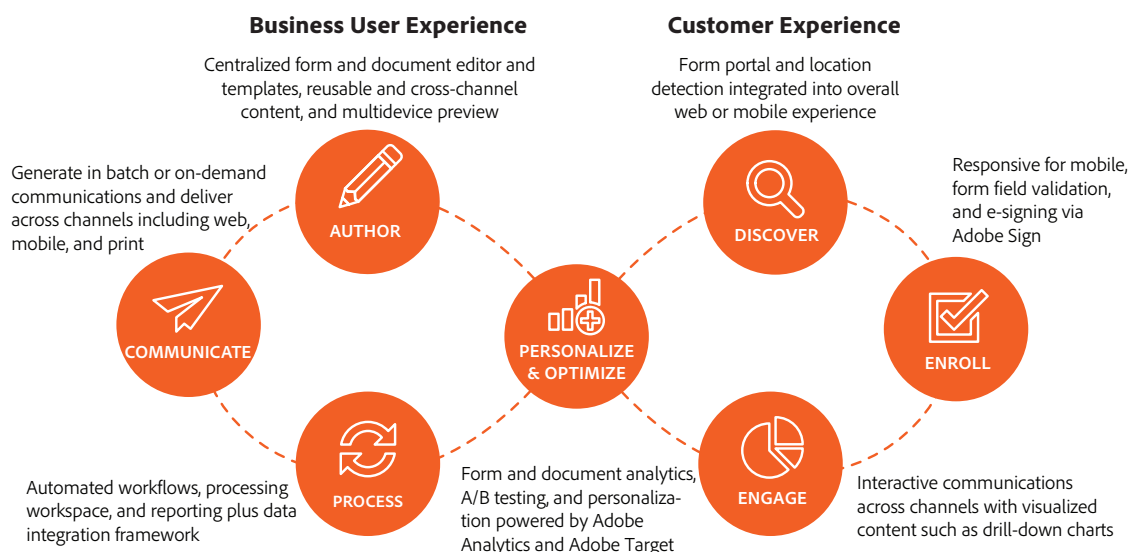 Business User Experience
Centralized form and document editor and
templates, reusable and cross-channel
content, and multidevice preview
AUTHOR
Generate in batch or on-demand
communications and deliver
across channels including web,
mobile, and print
COMMUNICATE
PROCESS
Automated workflows, processing
workspace, and reporting plus data
integration framework
PERSONALIZE
& OPTIMIZE
Form and document analytics,
A/B testing, and personaliza-
tion powered by Adobe
Analytics and Adobe Target
Customer Experience
Form portal and location
detection integrated into overall
web or mobile experience
DISCOVER
Responsive for mobile,
form field validation,
and e-signing via
Adobe Sign
ENROLL
ENGAGE
Interactive communications
across channels with visualized
content such as drill-down charts